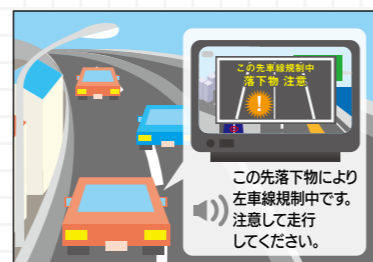 この先車線規制中
落下物 注意
!
この先落下物により
左車線規制中です。
注意して走行
してください。